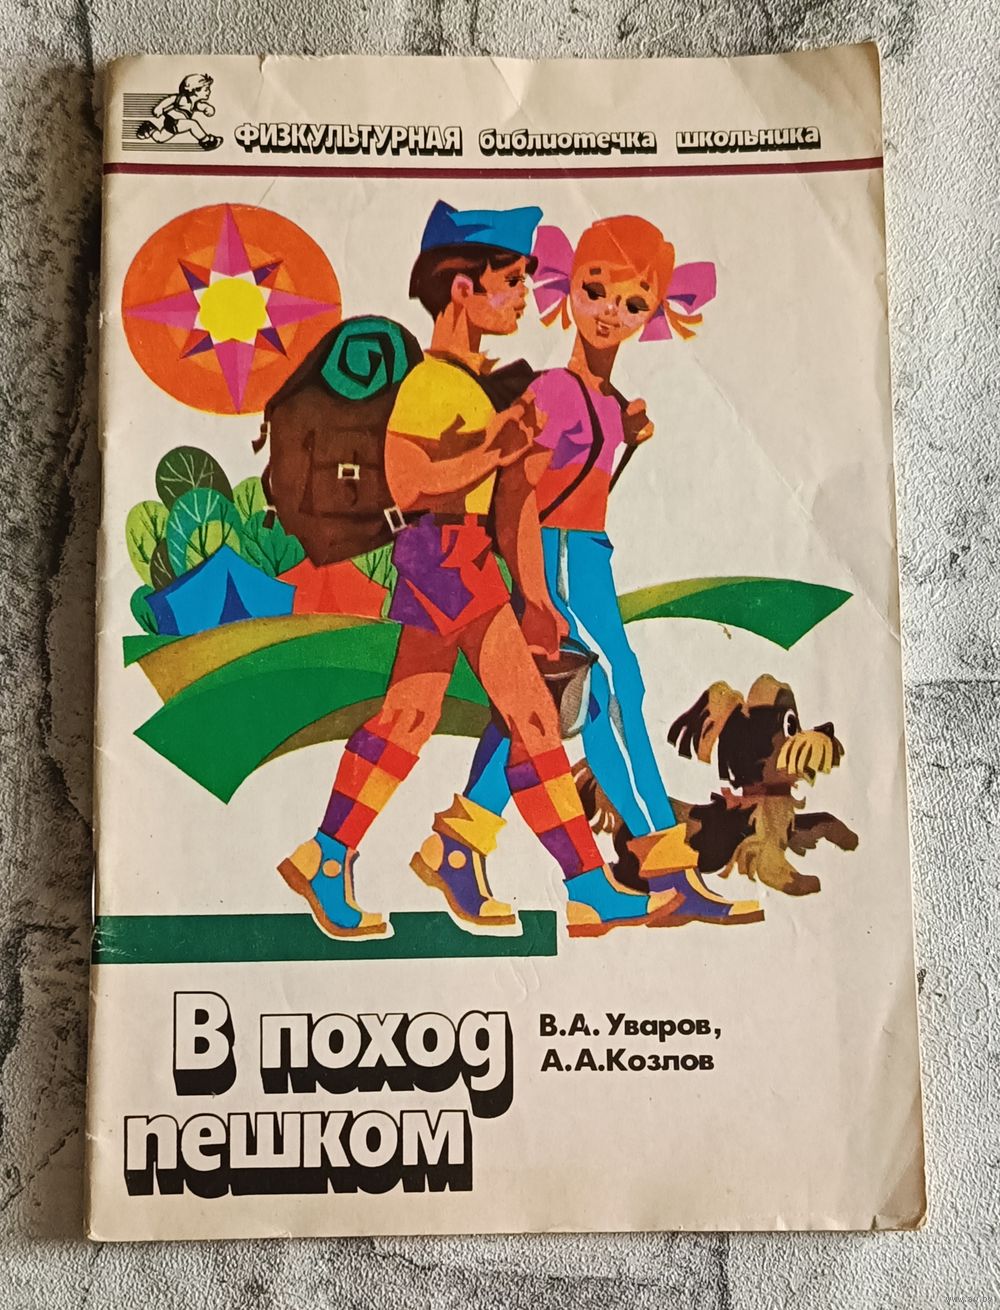 ФИЗКУЛЬТУРНАЯ библиотечка школьника
В.А. Уваров,
А.А.Козлов
В поход
пешком